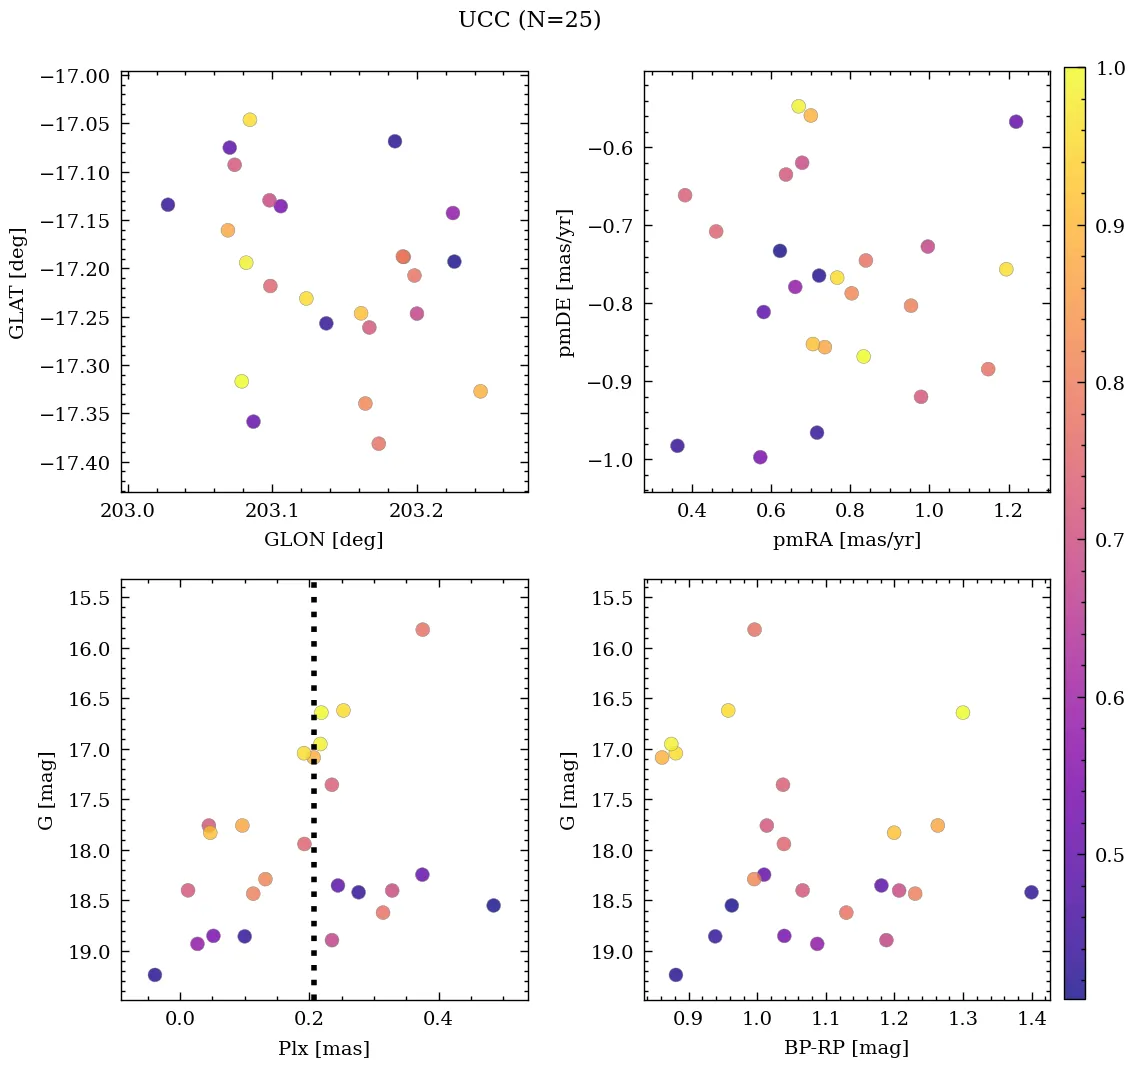 UCC (N=25)
−17.00
−17.05
−17.10
−17.15
−17.20
−17.25
−17.30
−17.35
−17.40
GLAT [deg]
203.0 203.1 203.2
GLON [deg]
−0.6
−0.7
−0.8
−0.9
−1.0
pmDE [mas/yr]
0.4 0.6 0.8 1.0 1.2
pmRA [mas/yr]
15.5
16.0
16.5
17.0
17.5
18.0
18.5
19.0
G [mag]
0.0 0.2 0.4
Plx [mas]
15.5
16.0
16.5
17.0
17.5
18.0
18.5
19.0
G [mag]
0.9 1.0 1.1 1.2 1.3 1.4
BP-RP [mag]
1.0
0.9
0.8
0.7
0.6
0.5